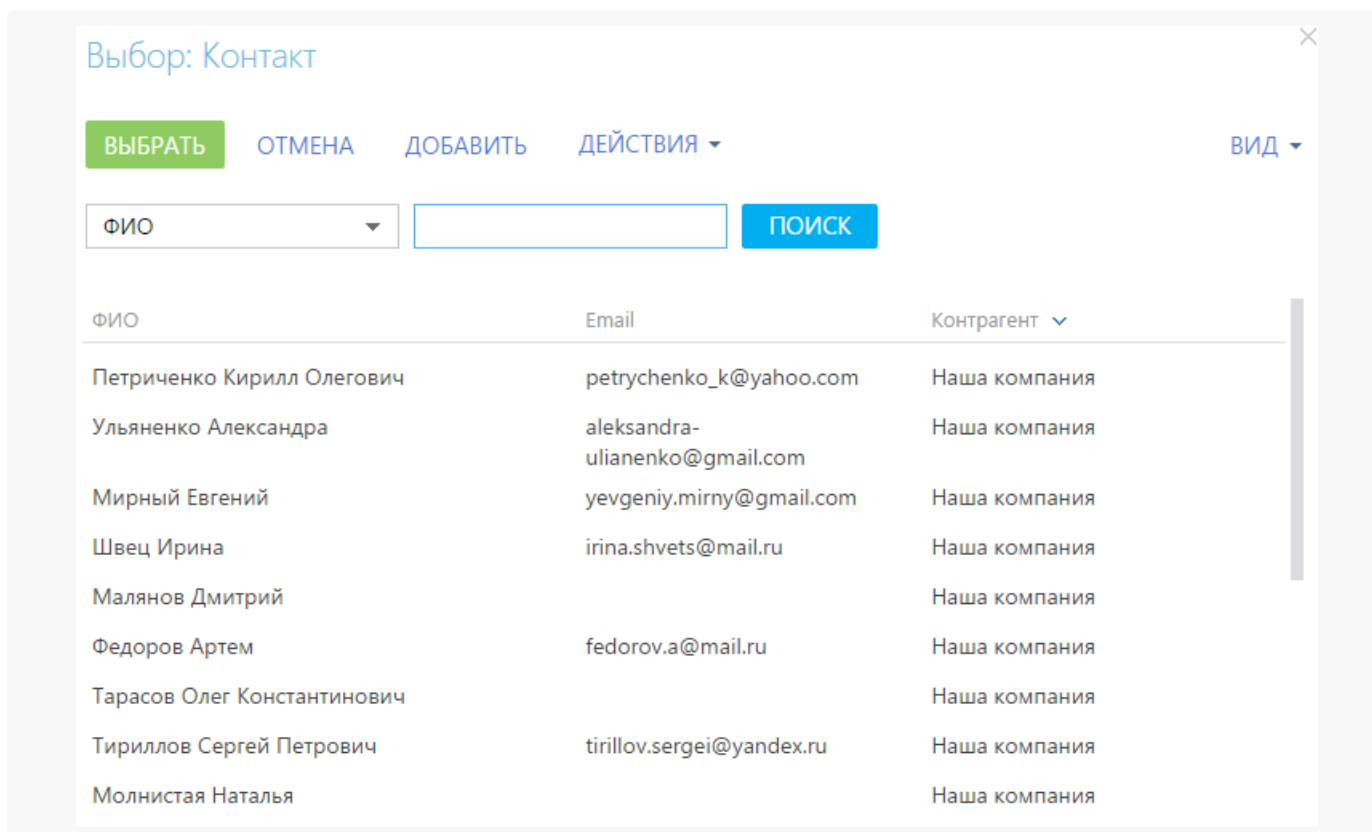 Выбор: Контакт
ВЫБРАТЬ ОТМЕНА ДОБАВИТЬ ДЕЙСТВИЯ ВИД
ФИО ПОИСК
ФИО Email Контрагент
Петриченко Кирилл Олегович petrychenko_k@yahoo.com Наша компания
Ульяненко Александра aleksandra- Наша компания
ulianenko@gmail.com
Мирный Евгений yevgeniy.mirny@gmail.com Наша компания
Швец Ирина irina.shvets@mail.ru Наша компания
Малянов Дмитрий Наша компания
Федоров Артем fedorov.a@mail.ru Наша компания
Тарасов Олег Константинович Наша компания
Тириллов Сергей Петрович tirillov.sergei@yandex.ru Наша компания
Молнистая Наталья Наша компания